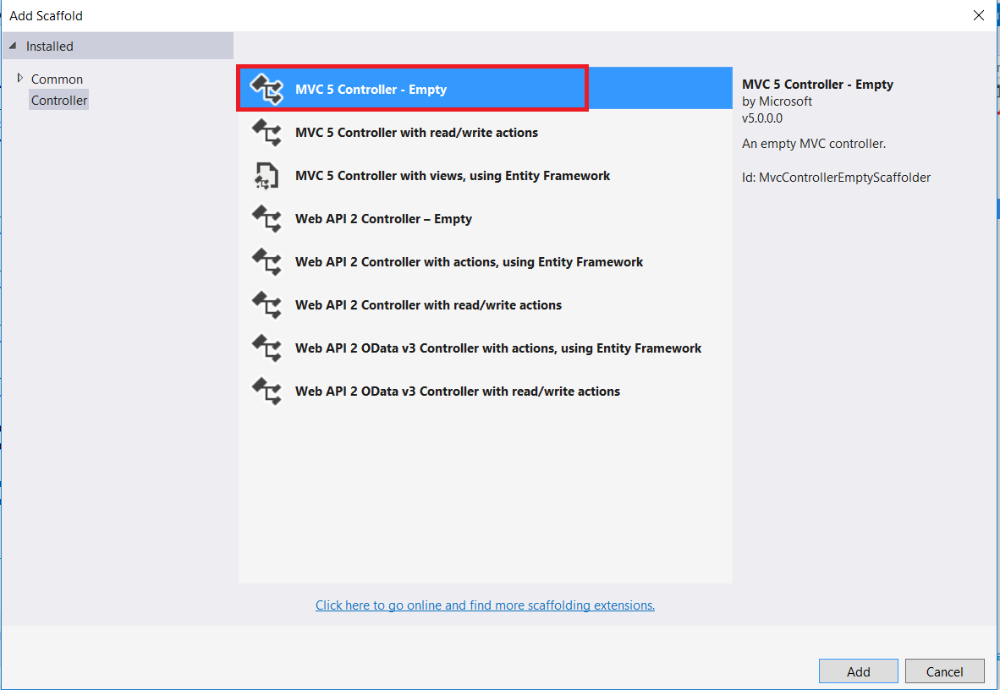 Add Scaffold
Installed
Common
Controller
MVC 5 Controller - Empty
MVC 5 Controller with read/write actions
MVC 5 Controller with views, using Entity Framework
Web API 2 Controller – Empty
Web API 2 Controller with actions, using Entity Framework
Web API 2 Controller with read/write actions
Web API 2 OData v3 Controller with actions, using Entity Framework
Web API 2 OData v3 Controller with read/write actions
Click here to go online and find more scaffolding extensions.
MVC 5 Controller - Empty
by Microsoft
v5.0.0.0
An empty MVC controller.
Id: MvcControllerEmptyScaffolder
Add
Cancel